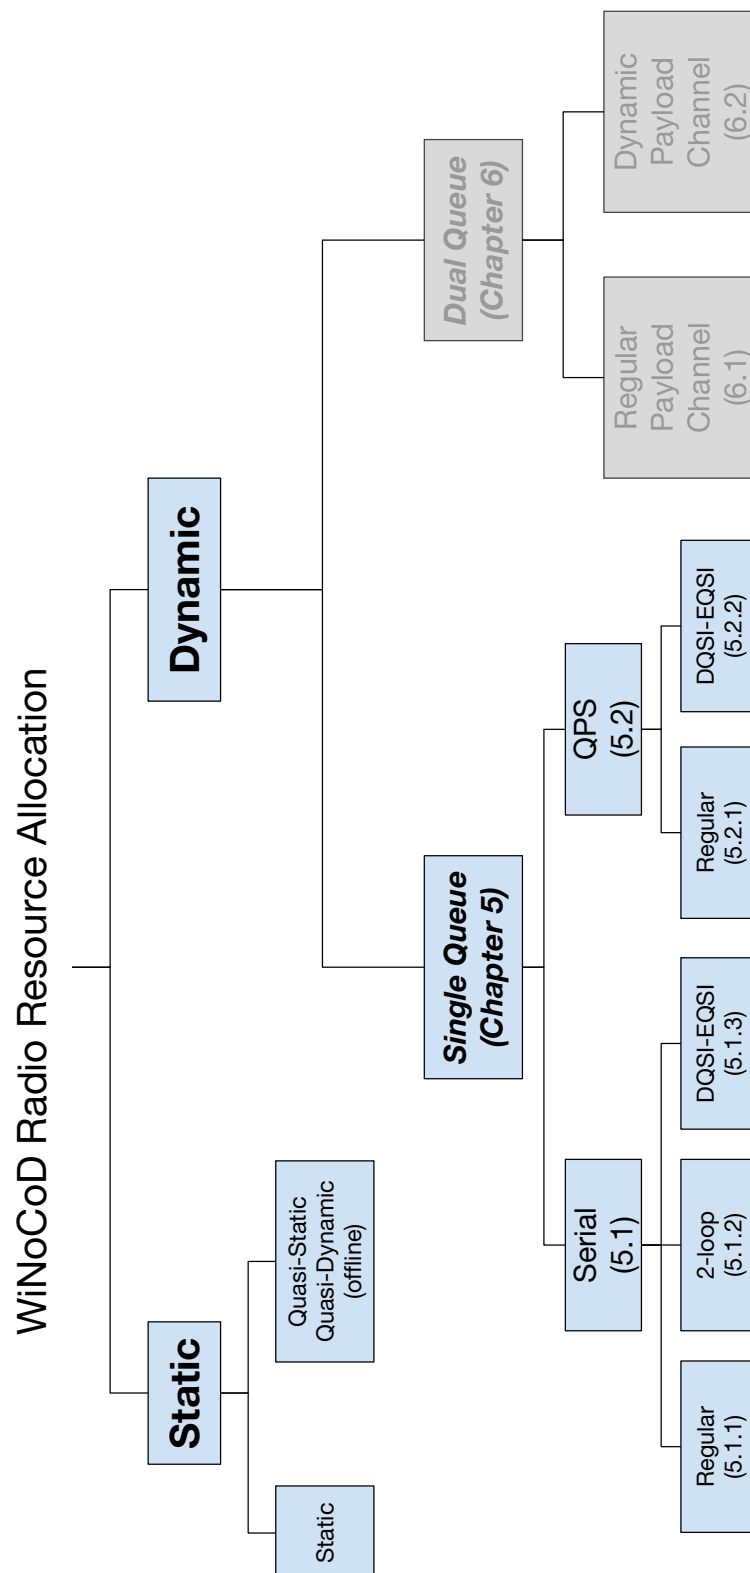 WiNoCoD Radio Resource Allocation
Static
Dynamic
Static
Quasi-Static
Quasi-Dynamic
(offline)
Single Queue
(Chapter 5)
Dual Queue
(Chapter 6)
Serial
(5.1)
QPS
(5.2)
Regular
Payload
Channel
(6.1)
Dynamic
Payload
Channel
(6.2)
Regular
(5.1.1)
2-loop
(5.1.2)
DQSI-EQSI
(5.1.3)
Regular
(5.2.1)
DQSI-EQSI
(5.2.2)